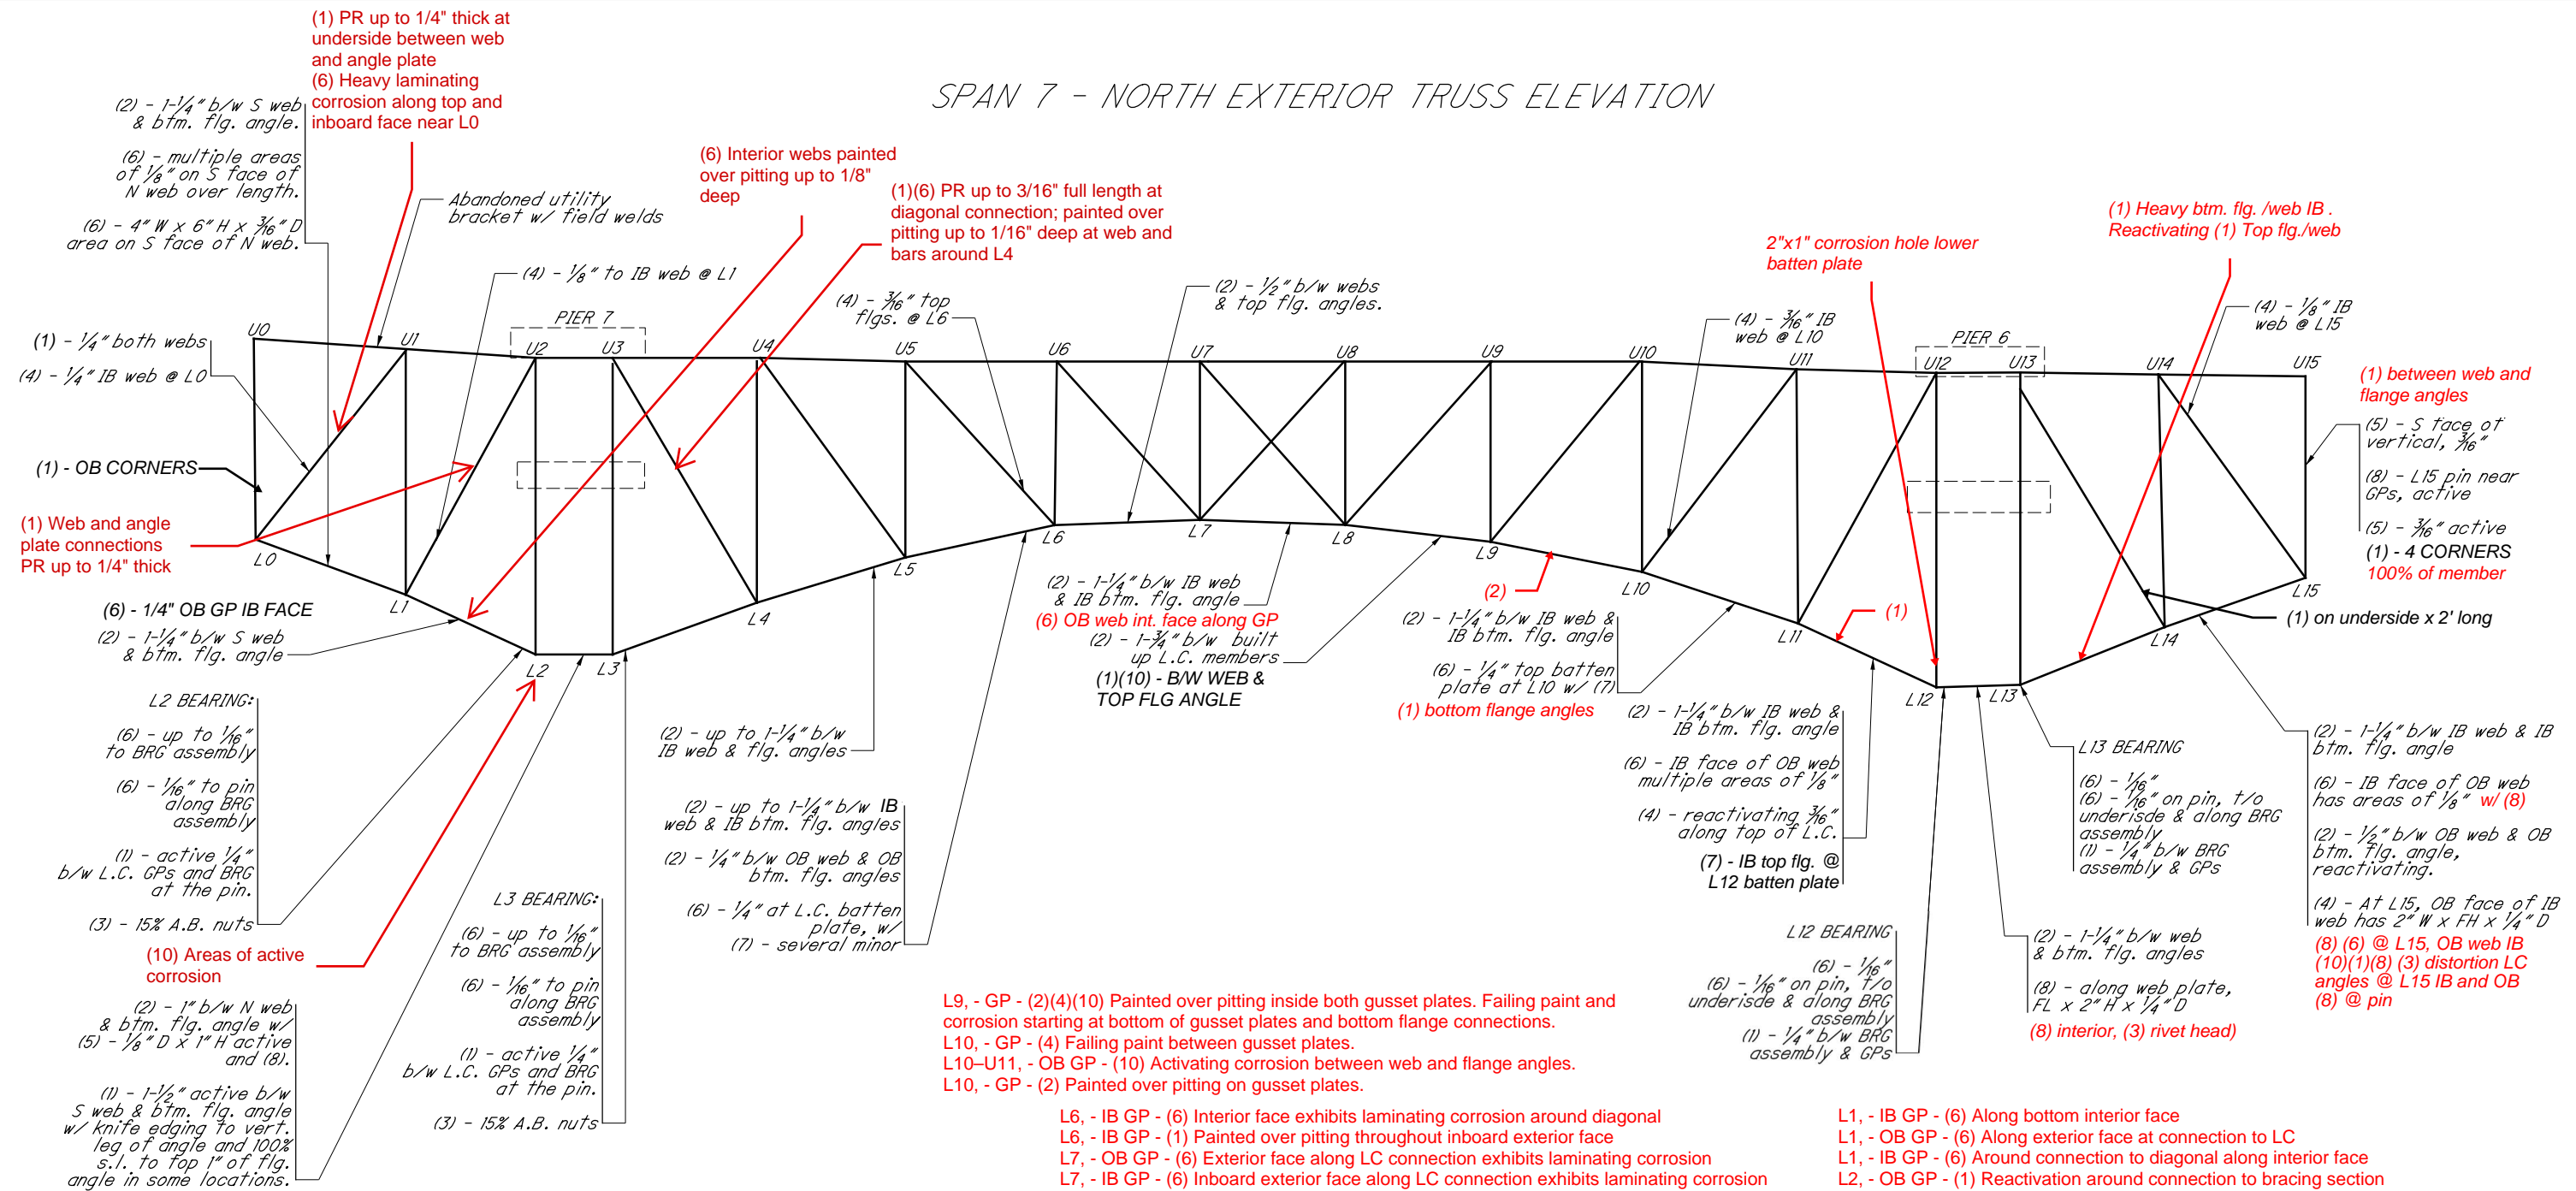 SPAN 7 - NORTH EXTERIOR TRUSS ELEVATION
(1) PR up to 1/4" thick at
underside between web
and angle plate
(6) Heavy laminating
corrosion along top and
inboard face near L0
(2) - 1-1/4" b/w S web
& btm. flg. angle.
(6) - multiple areas
of 1/8" on S face of
N web over length.
(6) - 4" W x 6" H x 3/16" D
area on S face of N web.
Abandoned utility
bracket w/ field welds
(6) Interior webs painted
over pitting up to 1/8"
deep
(1)(6) PR up to 3/16" full length at
diagonal connection; painted over
pitting up to 1/16" deep at web and
bars around L4
(4) - 1/8" to IB web @ L1
(4) - 3/16" top
flgs. @ L6
(2) - 1/2" b/w webs
& top flg. angles.
2"x1" corrosion hole lower
batten plate
(1) Heavy btm. flg. /web IB .
Reactivating (1) Top flg./web
(4) - 3/16" IB
web @ L10
(4) - 1/8" IB
web @ L15
PIER 7
PIER 6
U0
U1
U2
U3
U4
U5
U6
U7
U8
U9
U10
U11
U12
U13
U14
U15
(1) - 1/4" both webs
(4) - 1/4" IB web @ L0
(1) - OB CORNERS
(1) Web and angle
plate connections
PR up to 1/4" thick
(1) between web and
flange angles
(5) - S face of
vertical, 3/16"
(8) - L15 pin near
GPs, active
(5) - 3/16" active
(1) - 4 CORNERS
100% of member
(1) on underside x 2' long
L0
L1
L2
L3
L4
L5
L6
L7
L8
L9
L10
L11
L12
L13
L14
L15
(6) - 1/4" OB GP IB FACE
(2) - 1-1/4" b/w S web
& btm. flg. angle
L2 BEARING:
(6) - up to 1/16"
to BRG assembly
(6) - 1/16" to pin
along BRG
assembly
(1) - active 1/4"
b/w L.C. GPs and BRG
at the pin.
(3) - 15% A.B. nuts
(10) Areas of active
corrosion
(2) - 1" b/w N web
& btm. flg. angle w/
(5) - 1/8" D x 1" H active
and (8).
(1) - 1-1/2" active b/w
S web & btm. flg. angle
w/ knife edging to vert.
leg of angle and 100%
s.l. to top 1" of flg.
angle in some locations.
L3 BEARING:
(6) - up to 1/16"
to BRG assembly
(6) - 1/16" to pin
along BRG
assembly
(1) - active 1/4"
b/w L.C. GPs and BRG
at the pin.
(3) - 15% A.B. nuts
(2) - up to 1-1/4" b/w
IB web & flg. angles
(2) - up to 1-1/4" b/w IB
web & IB btm. flg. angles
(2) - 1/4" b/w OB web & OB
btm. flg. angles
(6) - 1/4" at L.C. batten
plate, w/
(7) - several minor
(2) - 1-1/4" b/w IB web
& IB btm. flg. angle
(6) OB web int. face along GP
(2) - 1-3/4" b/w built
up L.C. members
(1)(10) - B/W WEB &
TOP FLG ANGLE
(2)
(2) - 1-1/4" b/w IB web &
IB btm. flg. angle
(6) - 1/4" top batten
plate at L10 w/ (7)
(1) bottom flange angles
(1)
(2) - 1-1/4" b/w IB web &
IB btm. flg. angle
(6) - IB face of OB web
multiple areas of 1/8"
(4) - reactivating 3/16"
along top of L.C.
(7) - IB top flg. @
L12 batten plate
L12 BEARING
(6) - 1/16"
(6) - 1/16" on pin, t/o
underisde & along BRG
assembly
(1) - 1/4" b/w BRG
assembly & GPs
L13 BEARING
(6) - 1/16"
(6) - 1/16" on pin, t/o
underisde & along BRG
assembly
(1) - 1/4" b/w BRG
assembly & GPs
(2) - 1-1/4" b/w web
& btm. flg. angles
(8) - along web plate,
FL x 2" H x 1/4" D
(8) interior, (3) rivet head)
(2) - 1-1/4" b/w IB web & IB
btm. flg. angle
(6) - IB face of OB web
has areas of 1/8" w/ (8)
(2) - 1/2" b/w OB web & OB
btm. flg. angle,
reactivating.
(4) - At L15, OB face of IB
web has 2" W x FH x 1/4" D
(8) (6) @ L15, OB web IB
(10)(1)(8) (3) distortion LC
angles @ L15 IB and OB
(8) @ pin
L9, - GP - (2)(4)(10) Painted over pitting inside both gusset plates. Failing paint and
corrosion starting at bottom of gusset plates and bottom flange connections.
L10, - GP - (4) Failing paint between gusset plates.
L10–U11, - OB GP - (10) Activating corrosion between web and flange angles.
L10, - GP - (2) Painted over pitting on gusset plates.
L6, - IB GP - (6) Interior face exhibits laminating corrosion around diagonal
L6, - IB GP - (1) Painted over pitting throughout inboard exterior face
L7, - OB GP - (6) Exterior face along LC connection exhibits laminating corrosion
L7, - IB GP - (6) Inboard exterior face along LC connection exhibits laminating corrosion
L1, - IB GP - (6) Along bottom interior face
L1, - OB GP - (6) Along exterior face at connection to LC
L1, - IB GP - (6) Around connection to diagonal along interior face
L2, - OB GP - (1) Reactivation around connection to bracing section